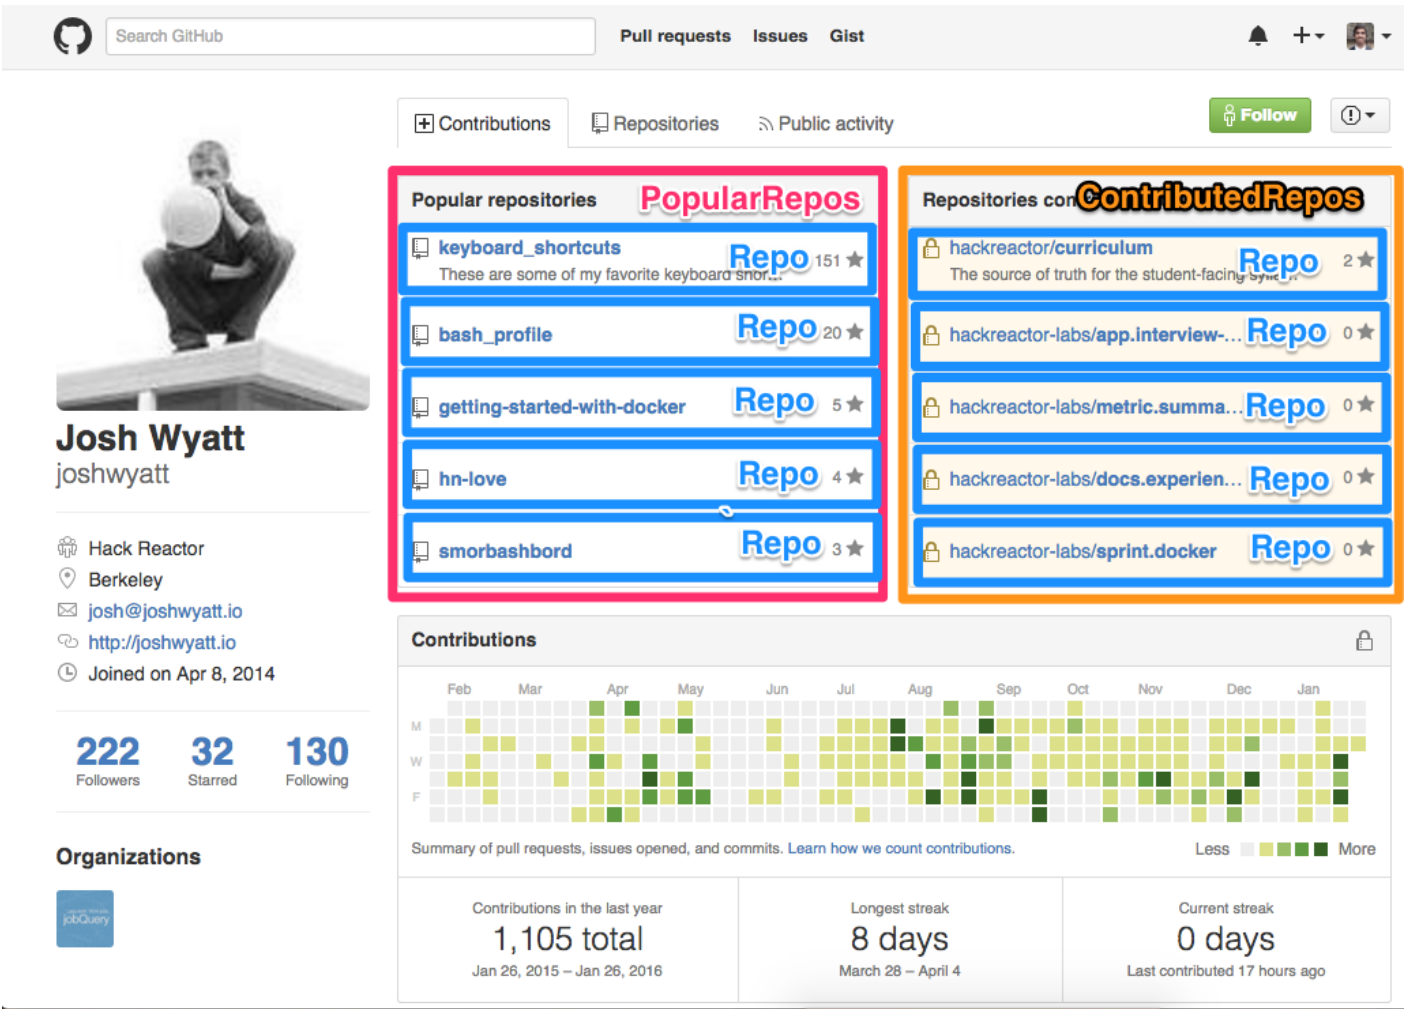 Search GitHub
Pull requests Issues Gist
Contributions Repositories Public activity
Follow
Popular repositories PopularRepos
keyboard_shortcuts Repo 151
These are some of my favorite keyboard shor...
bash_profile Repo 20
getting-started-with-docker Repo 5
hn-love Repo 4
smorbashbord Repo 3
Repositories con ContributedRepos
hackreactor/curriculum Repo 2
The source of truth for the student-facing
hackreactor-labs/app.interview-... Repo 0
hackreactor-labs/metric.summa... Repo 0
hackreactor-labs/docs.experien... Repo 0
hackreactor-labs/sprint.docker Repo 0
Josh Wyatt
joshwyatt
Hack Reactor
Berkeley
josh@joshwyatt.io
http://joshwyatt.io
Joined on Apr 8, 2014
222 32 130
Followers Starred Following
Organizations
jobQuery
Contributions
Feb Mar Apr May Jun Jul Aug Sep Oct Nov Dec Jan
M
W
F
Summary of pull requests, issues opened, and commits. Learn how we count contributions. Less More
Contributions in the last year
1,105 total
Jan 26, 2015 – Jan 26, 2016
Longest streak
8 days
March 28 – April 4
Current streak
0 days
Last contributed 17 hours ago